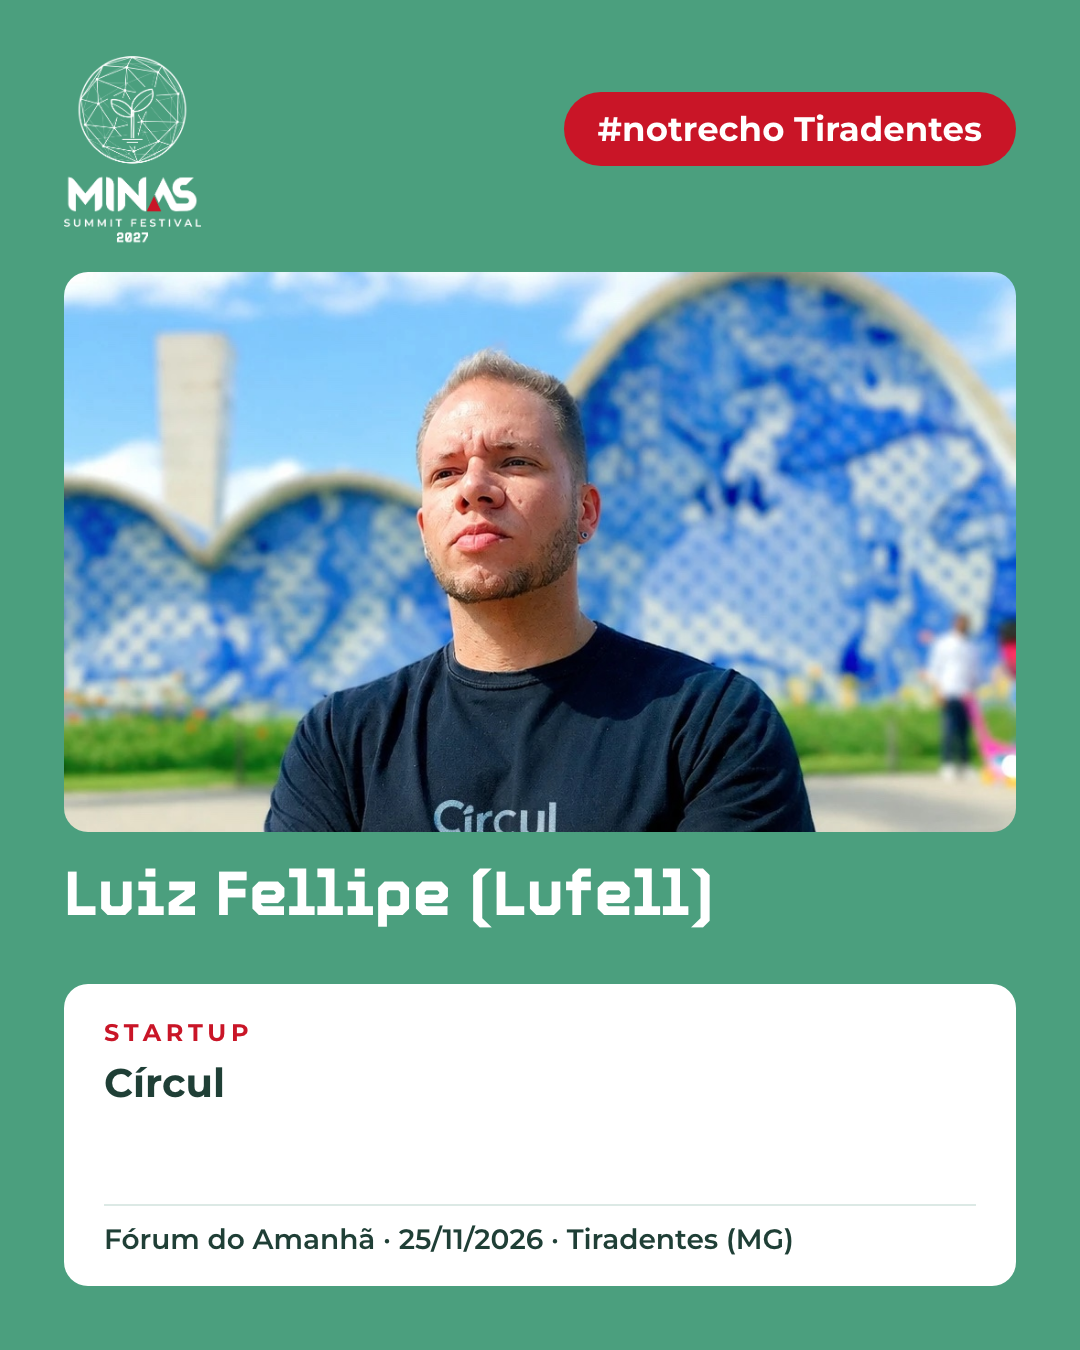 MINAS
SUMMIT FESTIVAL
2027
#notrecho Tiradentes
Círcul
Luiz Fellipe (Lufell)
STARTUP
Círcul
Fórum do Amanhã · 25/11/2026 · Tiradentes (MG)